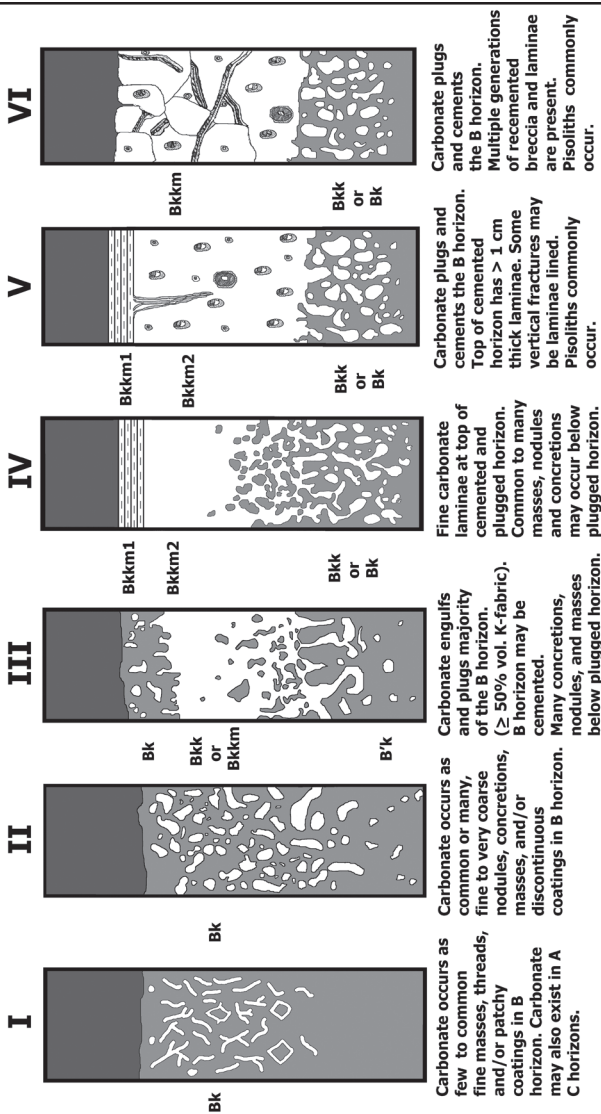 I
Bk
Carbonate occurs as
few to common
fine masses, threads,
and/or patchy
coatings in B
horizon. Carbonate
may also exist in A
C horizons.
II
Bk
Carbonate occurs as
common or many,
fine to very coarse
nodules, concretions,
masses, and/or
discontinuous
coatings in B horizon.
III
Bk
Bkk
or
Bkkm
B'k
Carbonate engulfs
and plugs majority
of the B horizon.
(≥ 50% vol. K-fabric).
B horizon may be
cemented.
Many concretions,
nodules, and masses
below plugged horizon.
IV
Bkkm1
Bkkm2
Bkk
or
Bk
Fine carbonate
laminae at top of
cemented and
plugged horizon.
Common to many
masses, nodules
and concretions
may occur below
plugged horizon.
V
Bkkm1
Bkkm2
Bkk
or
Bk
Carbonate plugs and
cements the B horizon.
Top of cemented
horizon has > 1 cm
thick laminae. Some
vertical fractures may
be laminae lined.
Pisoliths commonly
occur.
VI
Bkkm
Bkk
or
Bk
Carbonate plugs
and cements
the B horizon.
Multiple generations
of recemented
breccia and laminae
are present.
Pisoliths commonly
occur.